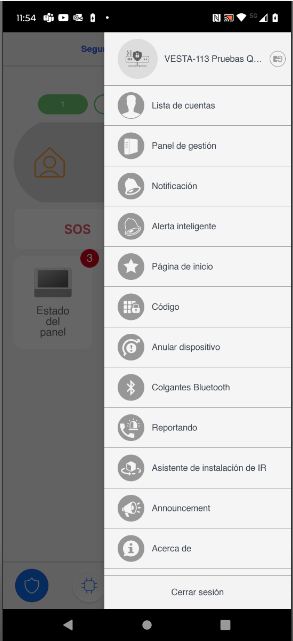 11:54
5G
Segu
VESTA-113 Pruebas Q...
1
Lista de cuentas
Panel de gestión
Notificación
Alerta inteligente
Página de inicio
SOS
3
Código
Estado
del
panel
Anular dispositivo
Colgantes Bluetooth
Reportando
Asistente de instalación de IR
Announcement
Acerca de
Cerrar sesión